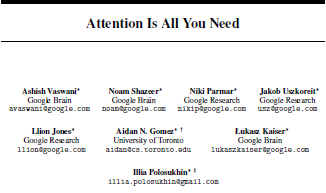 Attention Is All You Need
Ashish Vaswani* Noam Shazeer* Niki Parmar* Jakob Uszkoreit*
Google Brain Google Brain Google Research Google Research
avaswani@google.com noam@google.com nikip@google.com usz@google.com
Llion Jones* Aidan N. Gomez* † Łukasz Kaiser*
Google Research University of Toronto Google Brain
llion@google.com aidan@cs.toronto.edu lukaszkaiser@google.com
Illia Polosukhin* ‡
illia.polosukhin@gmail.com